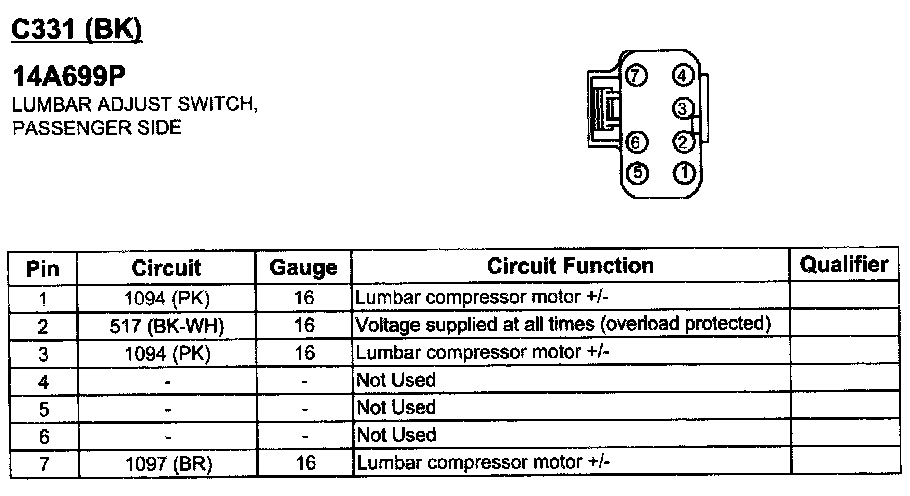 C331 (BK)
14A699P
LUMBAR ADJUST SWITCH,
PASSENGER SIDE
7 4
3
6 2
5 1
Pin Circuit Gauge Circuit Function Qualifier
1 1094 (PK) 16 Lumbar compressor motor +/-
2 517 (BK-WH) 16 Voltage supplied at all times (overload protected)
3 1094 (PK) 16 Lumbar compressor motor +/-
4 - - Not Used
5 - - Not Used
6 - - Not Used
7 1097 (BR) 16 Lumbar compressor motor +/-